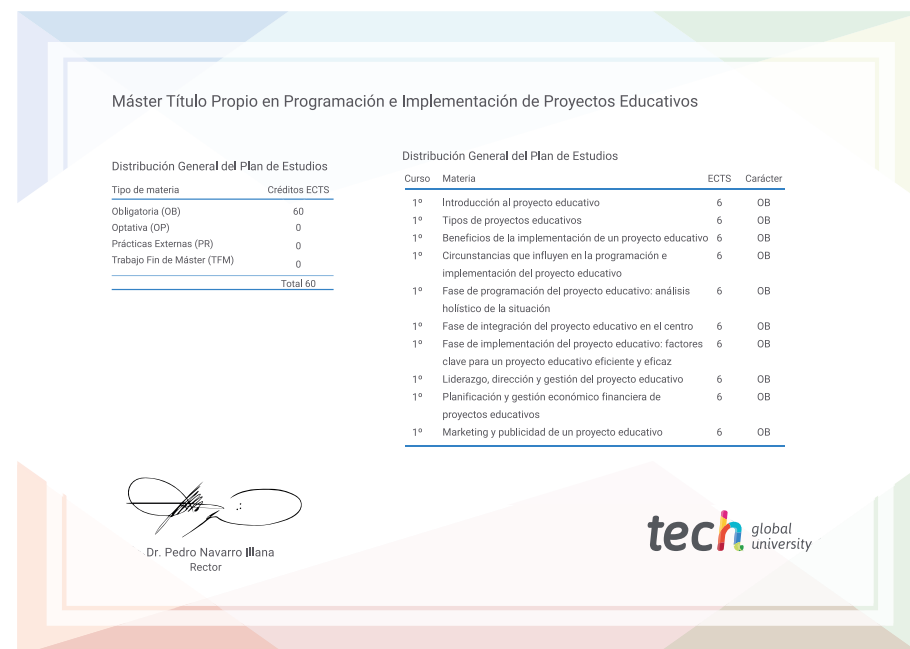 Máster Título Propio en Programación e Implementación de Proyectos Educativos
Distribución General del Plan de Estudios
Tipo de materia Créditos ECTS
Obligatoria (OB) 60
Optativa (OP) 0
Prácticas Externas (PR) 0
Trabajo Fin de Máster (TFM) 0
Total 60
Distribución General del Plan de Estudios
Curso Materia ECTS Carácter
1º Introducción al proyecto educativo 6 OB
1º Tipos de proyectos educativos 6 OB
1º Beneficios de la implementación de un proyecto educativo 6 OB
1º Circunstancias que influyen en la programación e 6 OB
implementación del proyecto educativo
1º Fase de programación del proyecto educativo: análisis 6 OB
holístico de la situación
1º Fase de integración del proyecto educativo en el centro 6 OB
1º Fase de implementación del proyecto educativo: factores 6 OB
clave para un proyecto educativo eficiente y eficaz
1º Liderazgo, dirección y gestión del proyecto educativo 6 OB
1º Planificación y gestión económico financiera de 6 OB
proyectos educativos
1º Marketing y publicidad de un proyecto educativo 6 OB
Dr. Pedro Navarro Illana
Rector
tech global
university